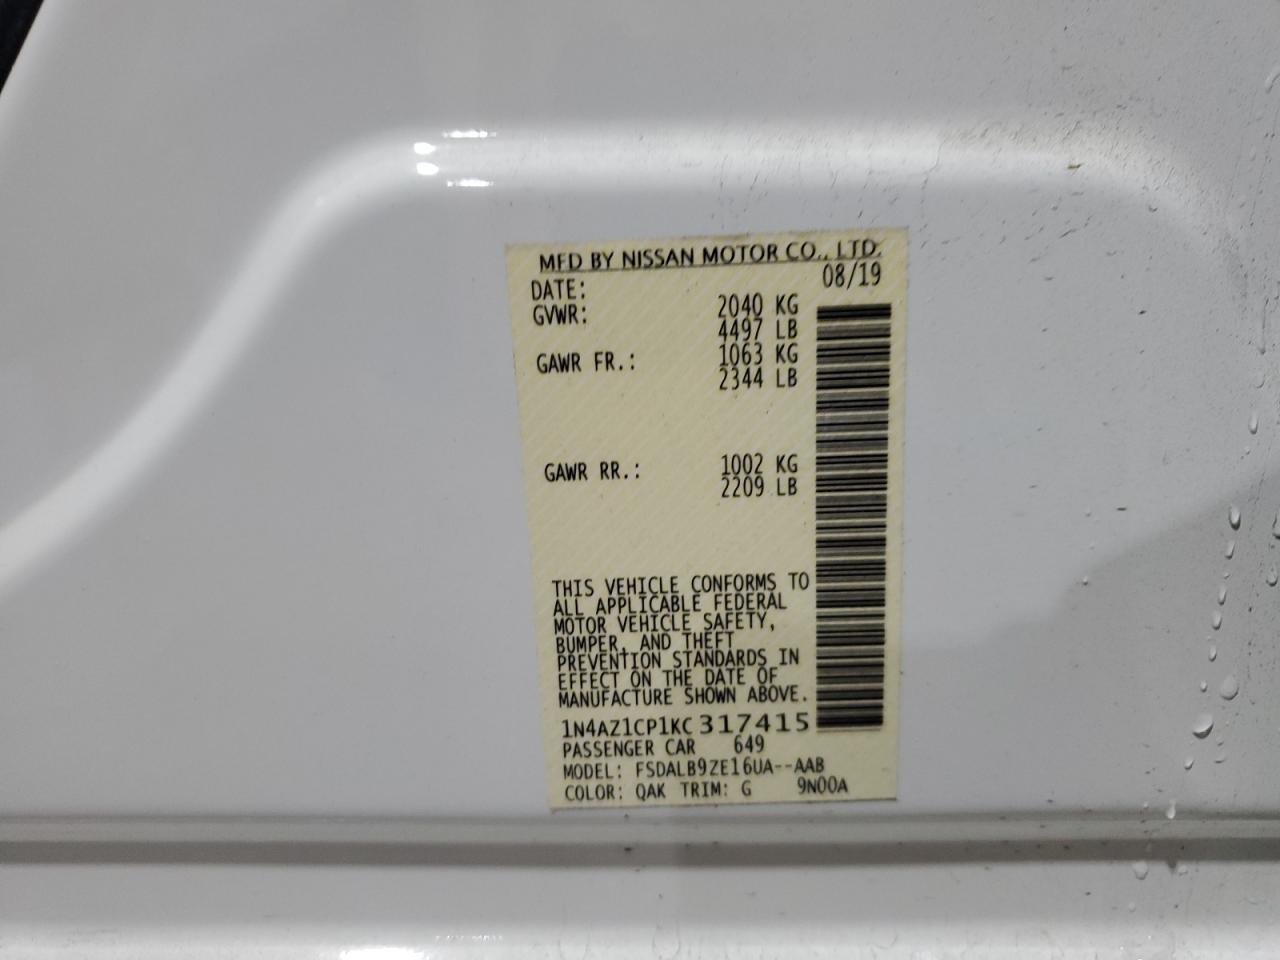 MFD BY NISSAN MOTOR CO., LTD.
DATE: 08/19
GVWR: 2040 KG
4497 LB
GAWR FR.: 1063 KG
2344 LB
GAWR RR.: 1002 KG
2209 LB
THIS VEHICLE CONFORMS TO
ALL APPLICABLE FEDERAL
MOTOR VEHICLE SAFETY,
BUMPER, AND THEFT
PREVENTION STANDARDS IN
EFFECT ON THE DATE OF
MANUFACTURE SHOWN ABOVE.
1N4AZ1CP1KC317415
PASSENGER CAR 649
MODEL: FSDALB9ZE16UA--AAB
COLOR: QAK TRIM: G 9N00A